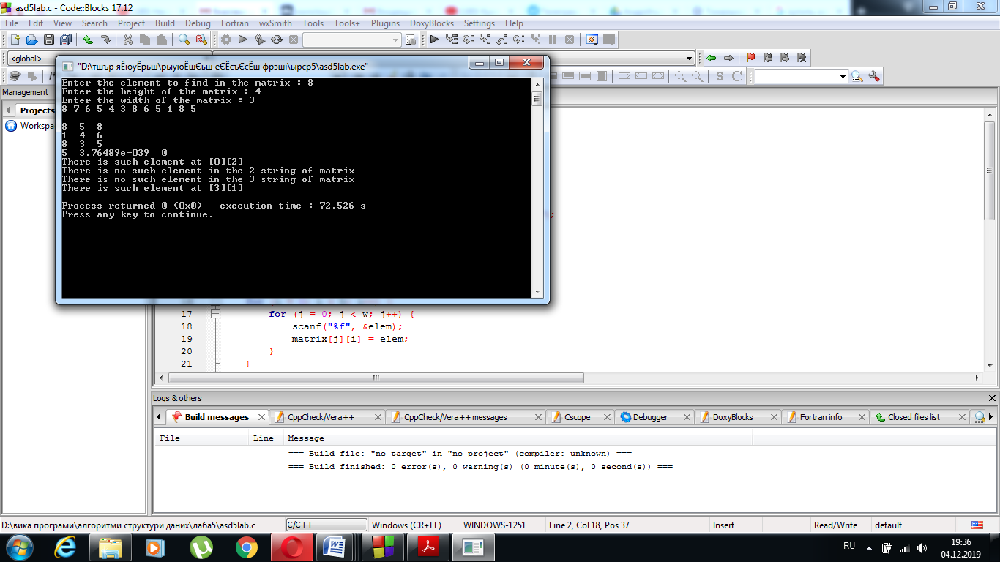 asd5lab.c - Code::Blocks 17.12
File Edit View Search Project Build Debug Fortran wxSmith Tools Tools+ Plugins DoxyBlocks Settings Help
<global>
"D:\тшър яЁюуЁрьш\рыуюЁшЄьш ёЄЁєъЄєЁш фрэшї\ырср5\asd5lab.exe"
Enter the element to find in the matrix : 8
Enter the height of the matrix : 4
Enter the width of the matrix : 3
8 7 6 5 4 3 8 6 5 1 8 5
8 5 8
1 4 6
8 3 5
5 3.76489e-039 0
There is such element at [0][2]
There is no such element in the 2 string of matrix
There is no such element in the 3 string of matrix
There is such element at [3][1]
Process returned 0 (0x0) execution time : 72.526 s
Press any key to continue.
Management
Projects
Workspa
17 for (j = 0; j < w; j++) {
18 scanf("%f", &elem);
19 matrix[j][i] = elem;
20 }
21 }
Logs & others
Build messages CppCheck/Vera++ CppCheck/Vera++ messages Cscope Debugger DoxyBlocks Fortran info Closed files list
File Line Message
=== Build file: "no target" in "no project" (compiler: unknown) ===
=== Build finished: 0 error(s), 0 warning(s) (0 minute(s), 0 second(s)) ===
D:\вика програми\алгоритми структури даних\лаба5\asd5lab.c C/C++ Windows (CR+LF) WINDOWS-1251 Line 2, Col 18, Pos 37 Insert Read/Write default
RU
19:36
04.12.2019